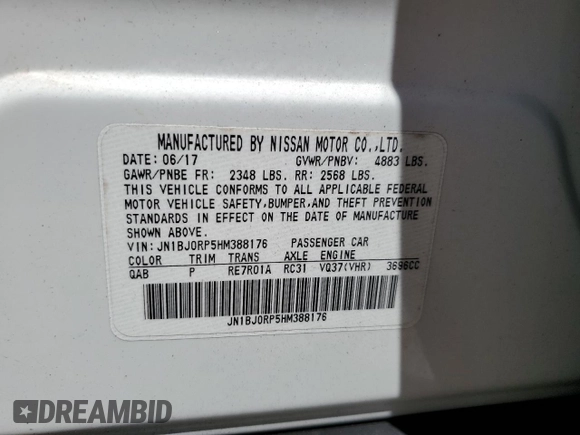 MANUFACTURED BY NISSAN MOTOR CO.,LTD.
DATE: 06/17 GVWR/PNBV: 4883 LBS.
GAWR/PNBE FR: 2348 LBS. RR: 2568 LBS.
THIS VEHICLE CONFORMS TO ALL APPLICABLE FEDERAL
MOTOR VEHICLE SAFETY,BUMPER,AND THEFT PREVENTION
STANDARDS IN EFFECT ON THE DATE OF MANUFACTURE
SHOWN ABOVE.
VIN: JN1BJ0RP5HM388176 PASSENGER CAR
COLOR TRIM TRANS AXLE ENGINE
QAB P RE7R01A RC31 VQ37(VHR) 3696CC
JN1BJ0RP5HM388176
DREAMBID